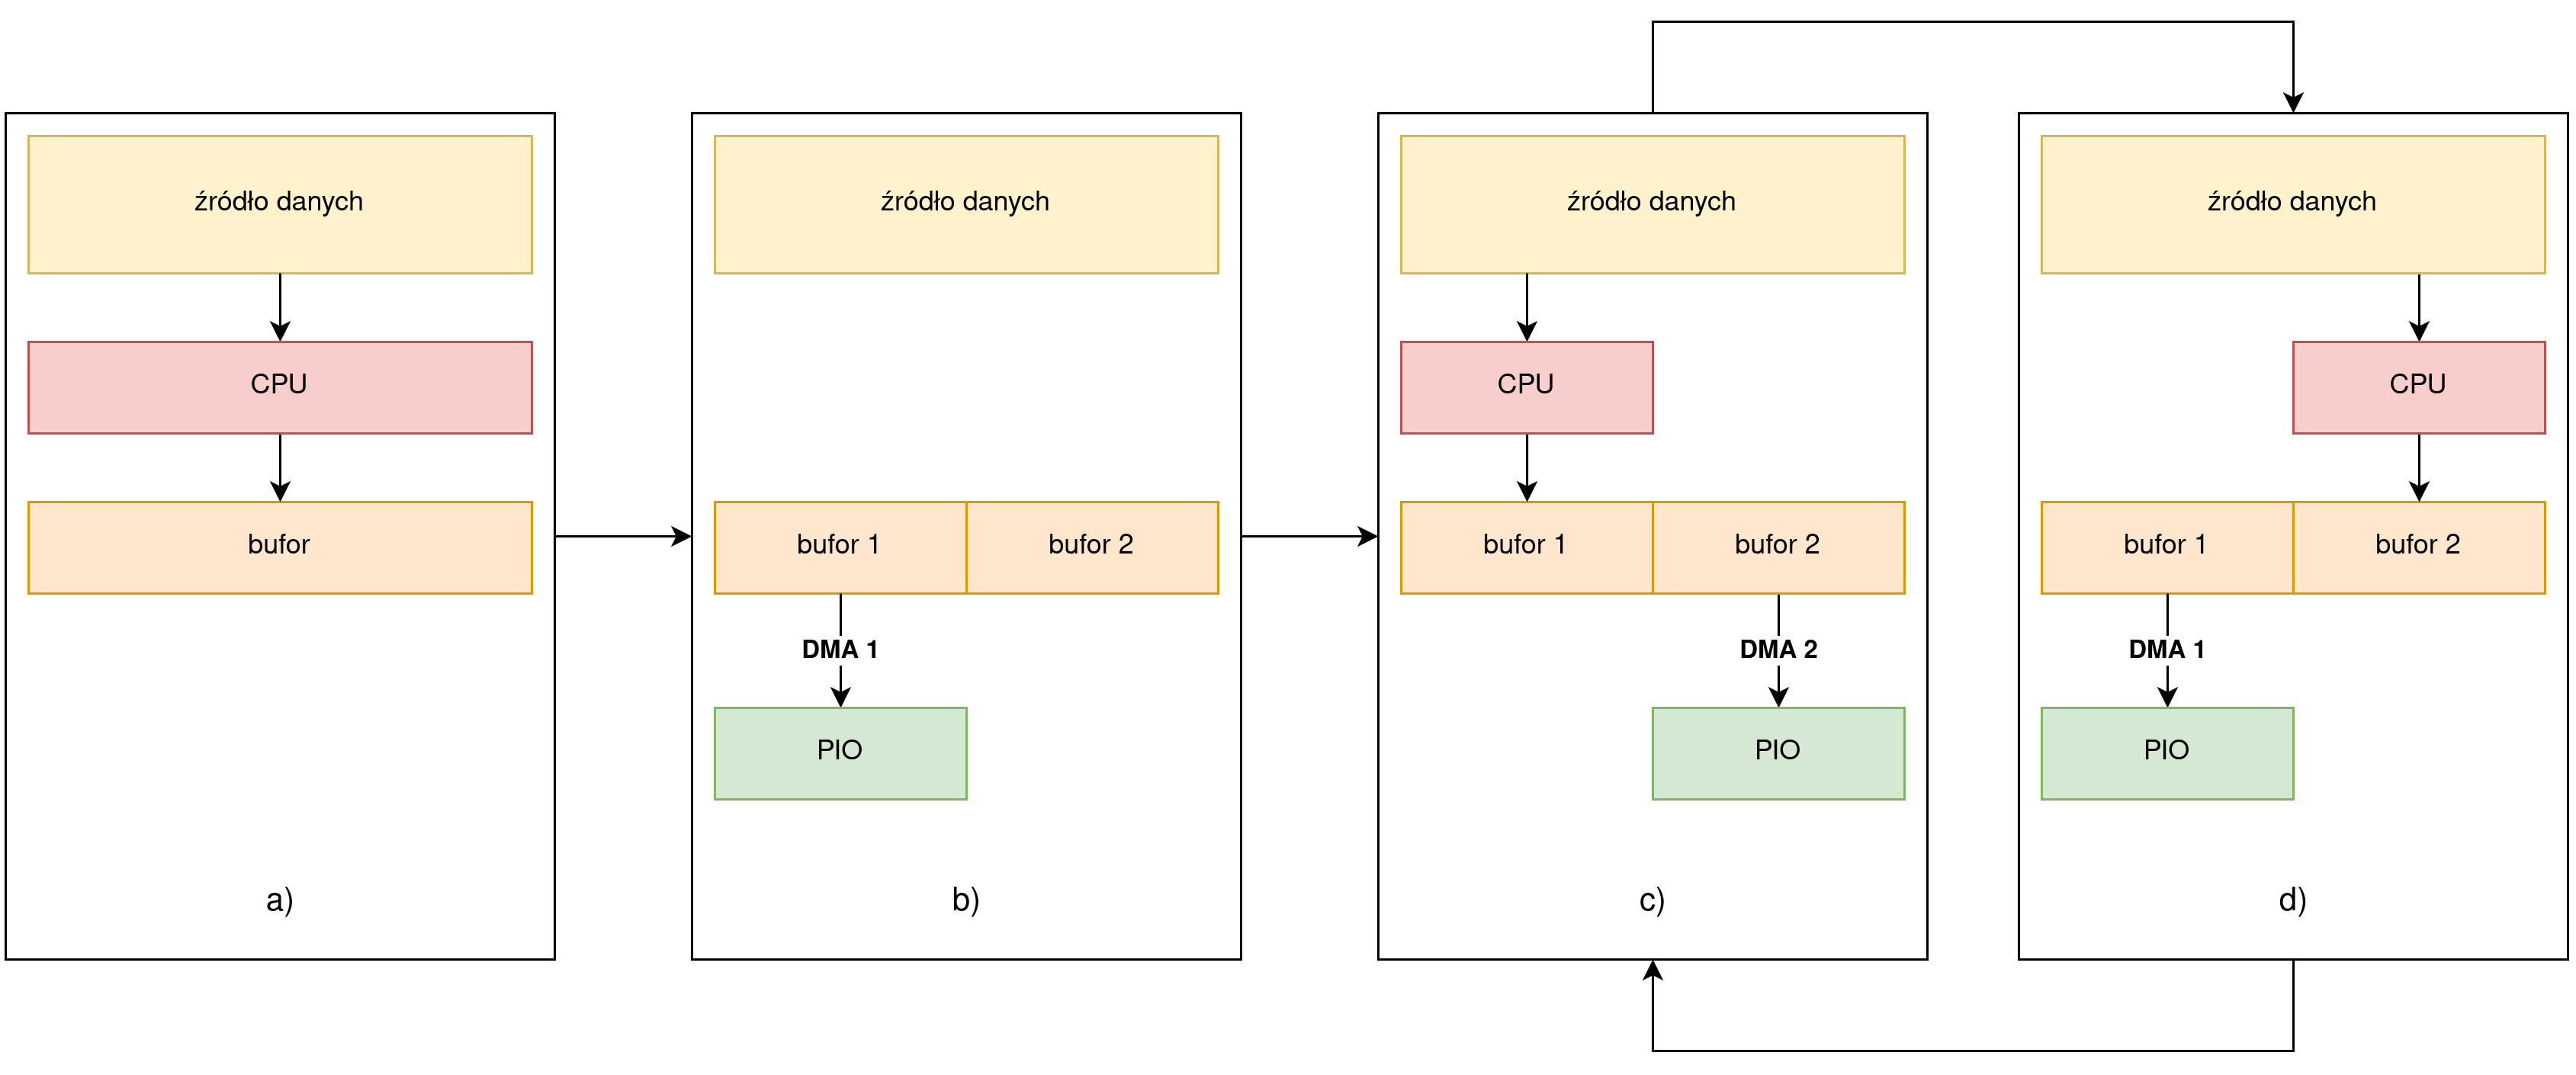 źródło danych
CPU
bufor
a)
źródło danych
bufor 1
bufor 2
DMA 1
PIO
b)
źródło danych
CPU
bufor 1
bufor 2
DMA 2
PIO
c)
źródło danych
CPU
bufor 1
bufor 2
DMA 1
PIO
d)